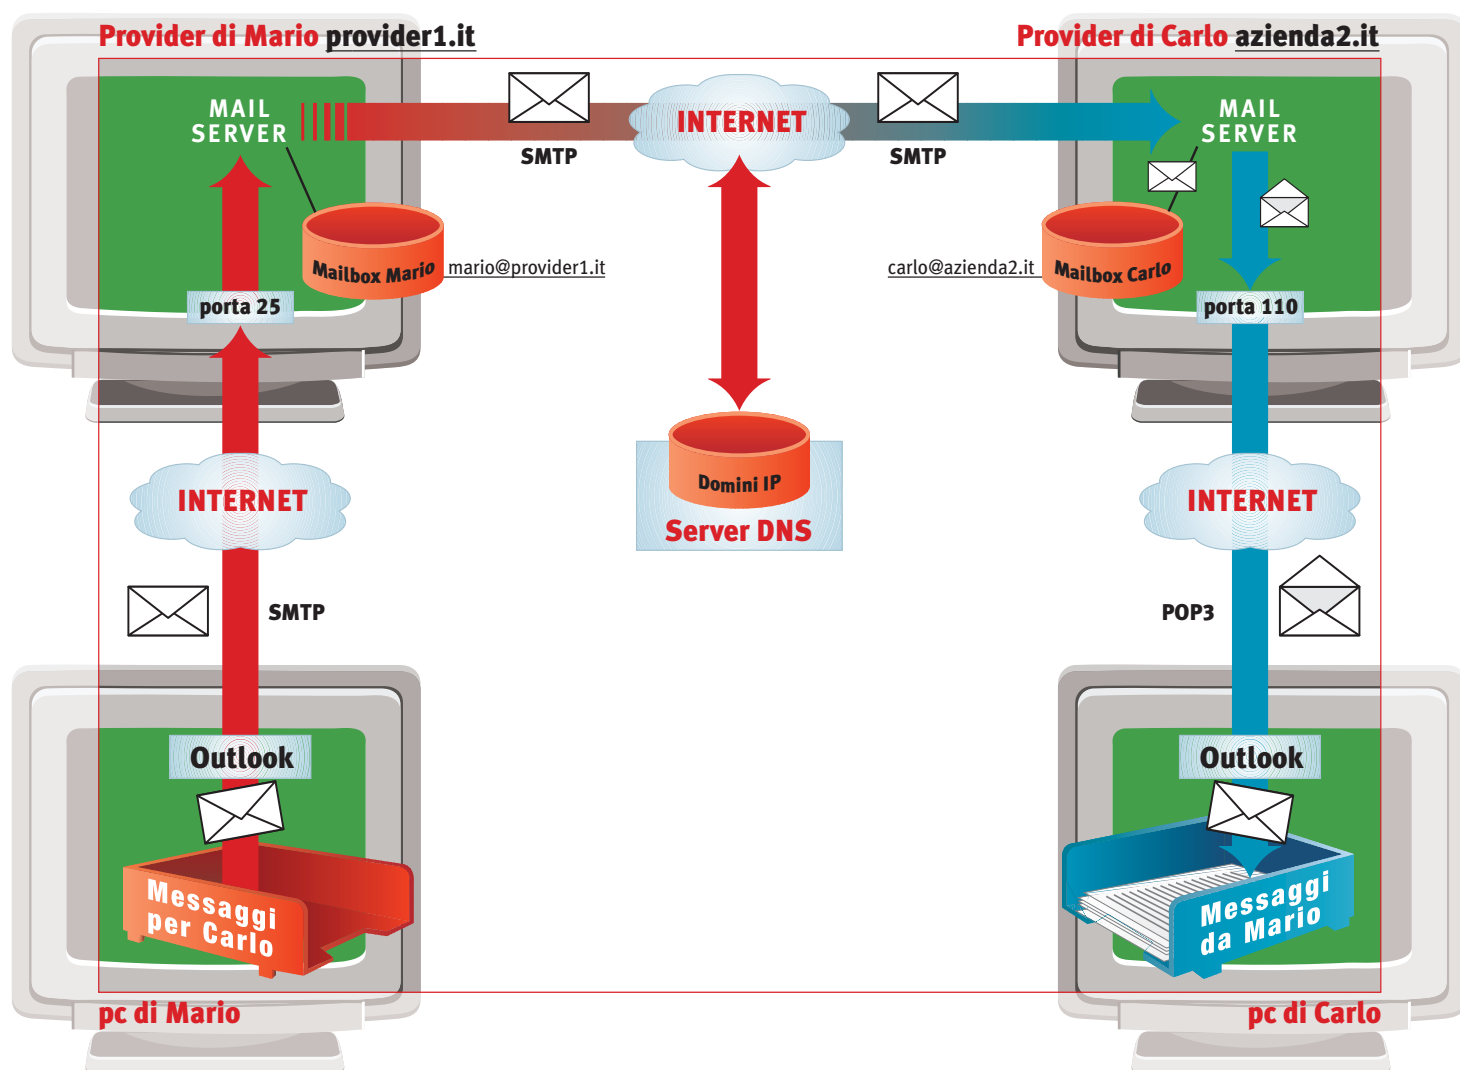 Provider di Mario provider1.it
Provider di Carlo azienda2.it
MAIL
SERVER
SMTP
INTERNET
SMTP
MAIL
SERVER
Mailbox Mario
mario@provider1.it
carlo@azienda2.it
Mailbox Carlo
porta 25
porta 110
Domini IP
Server DNS
INTERNET
INTERNET
SMTP
POP3
Outlook
Outlook
Messaggi
per Carlo
Messaggi
da Mario
pc di Mario
pc di Carlo